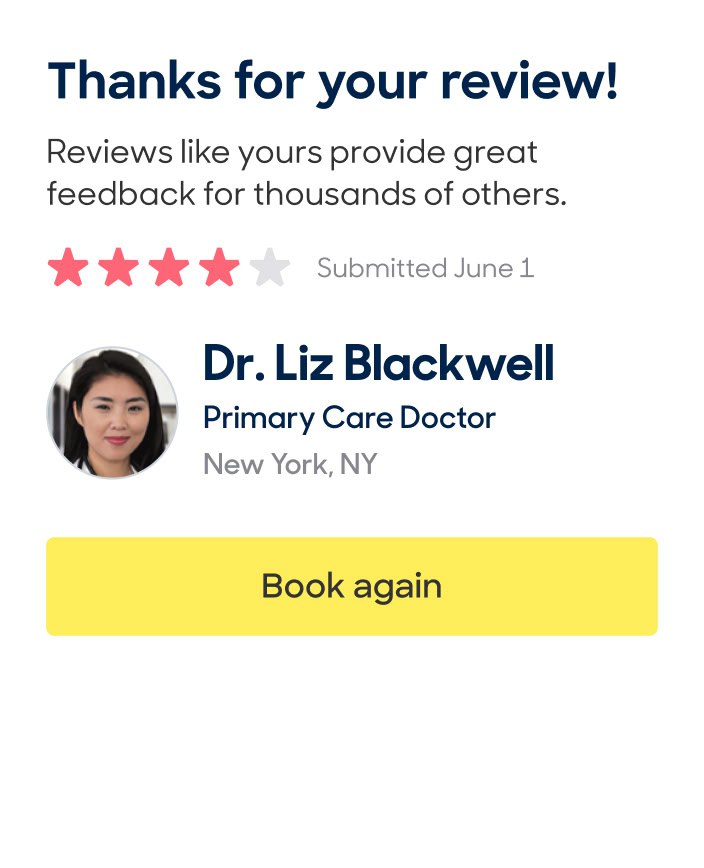 Thanks for your review!
Reviews like yours provide great
feedback for thousands of others.
Submitted June 1
Dr. Liz Blackwell
Primary Care Doctor
New York, NY
Book again